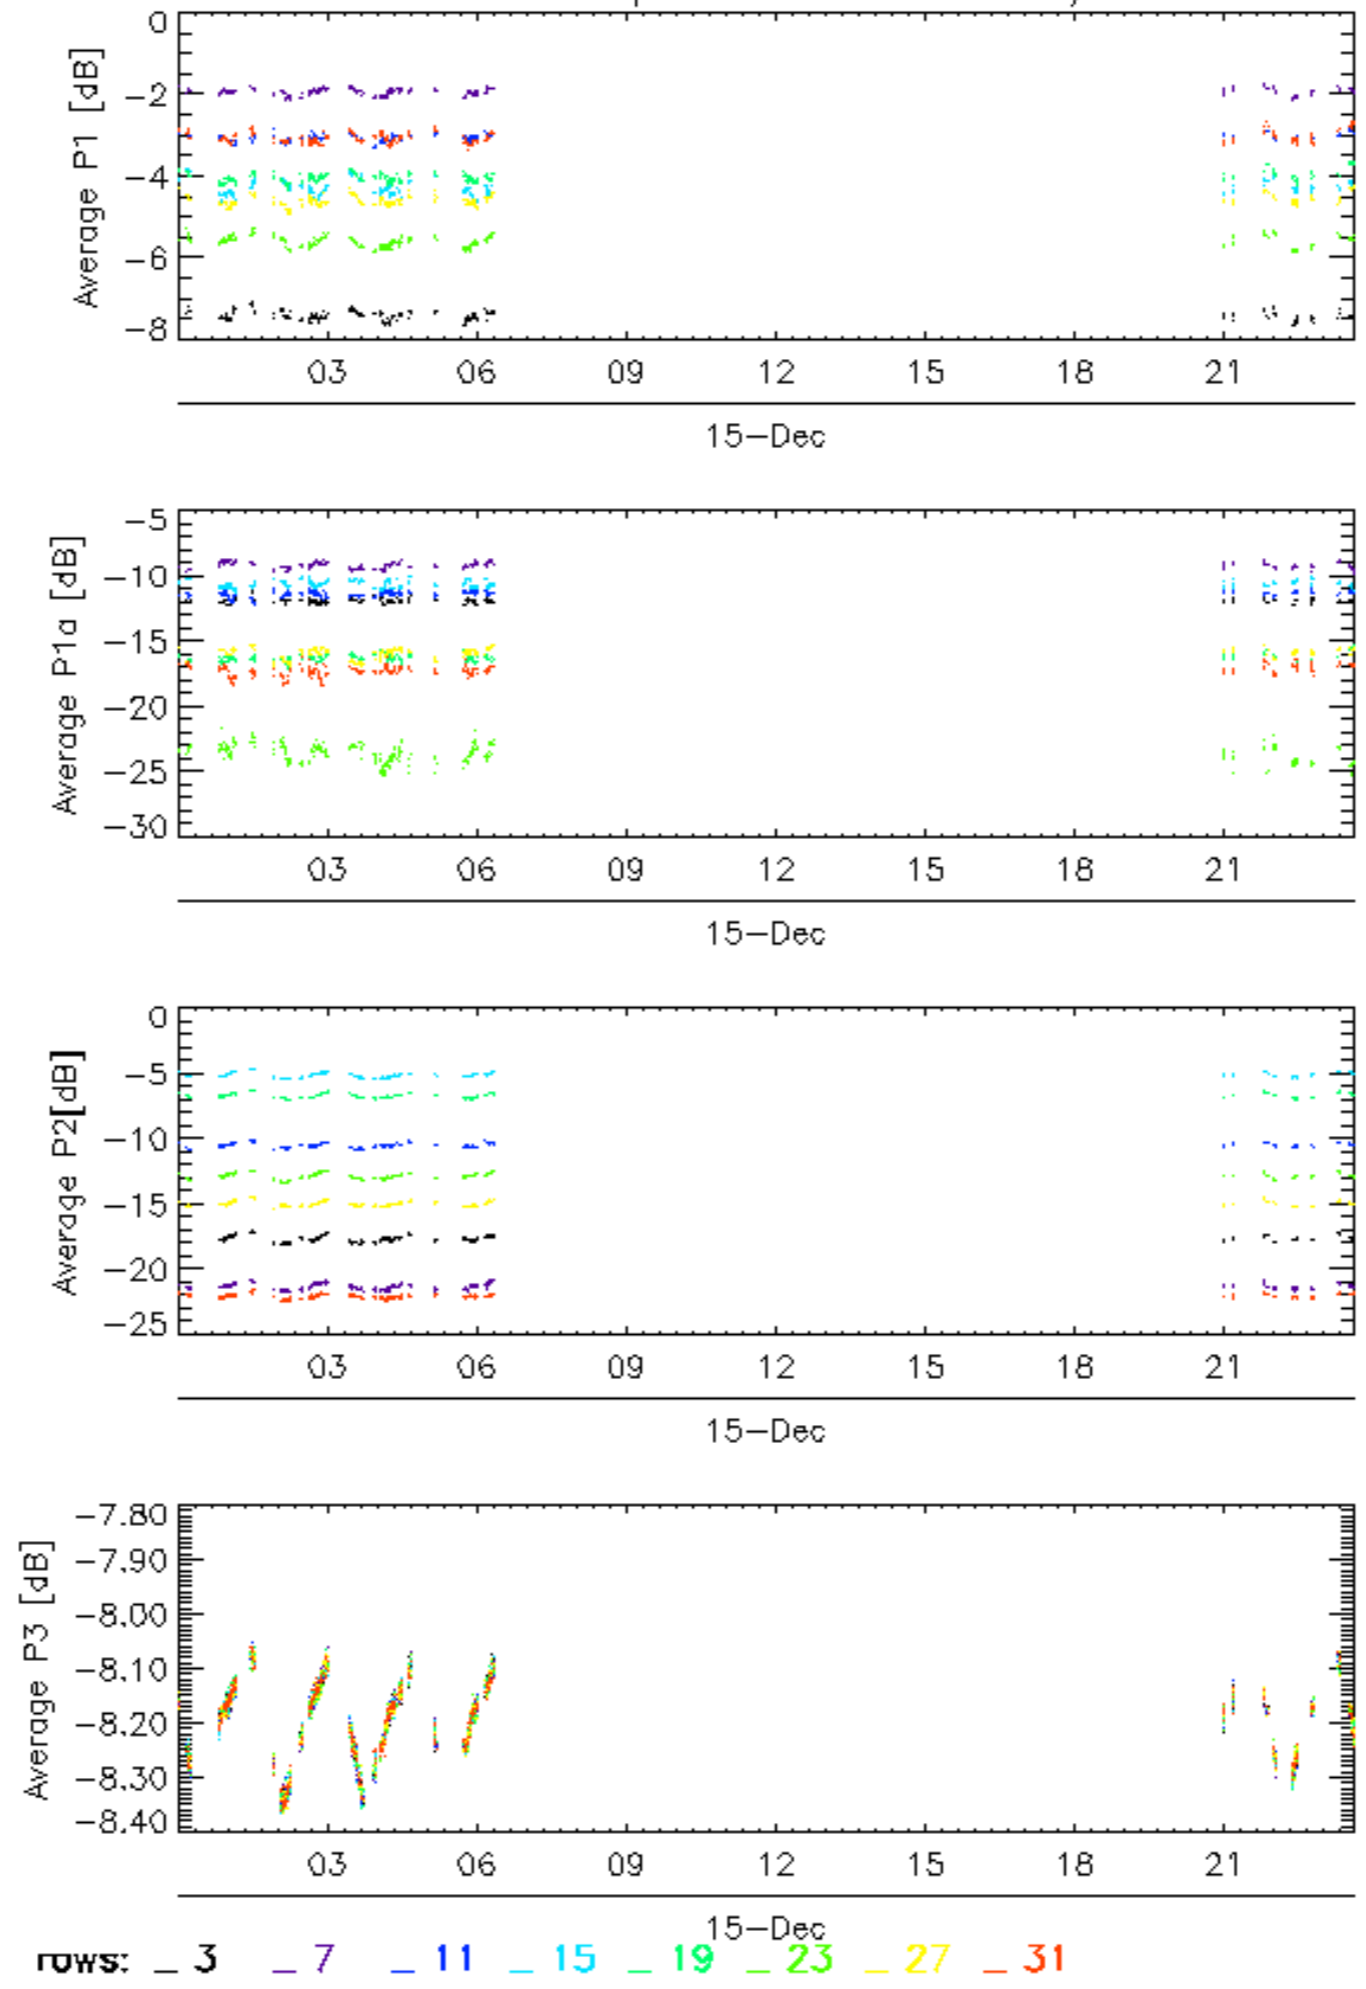 0
−2
−4
−6
−8
Average P1 [dB]
03 06 09 12 15 18 21
15−Dec
−5
−10
−15
−20
−25
−30
Average P1a [dB]
03 06 09 12 15 18 21
15−Dec
0
−5
−10
−15
−20
−25
Average P2[dB]
03 06 09 12 15 18 21
15−Dec
−7.80
−7.90
−8.00
−8.10
−8.20
−8.30
−8.40
Average P3 [dB]
03 06 09 12 15 18 21
15−Dec
rows: _ 3 _ 7 _ 11 _ 15 _ 19 _ 23 _ 27 _ 31